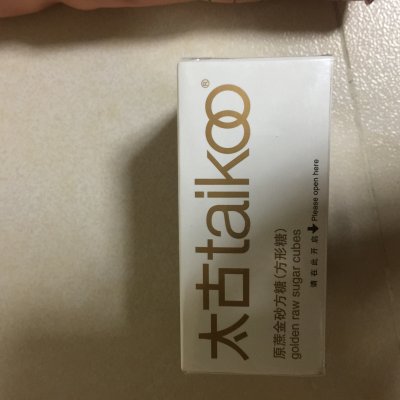 太古taikoo®
原蔗金砂方糖(方形糖)
golden raw sugar cubes
请在此开启 Please open here